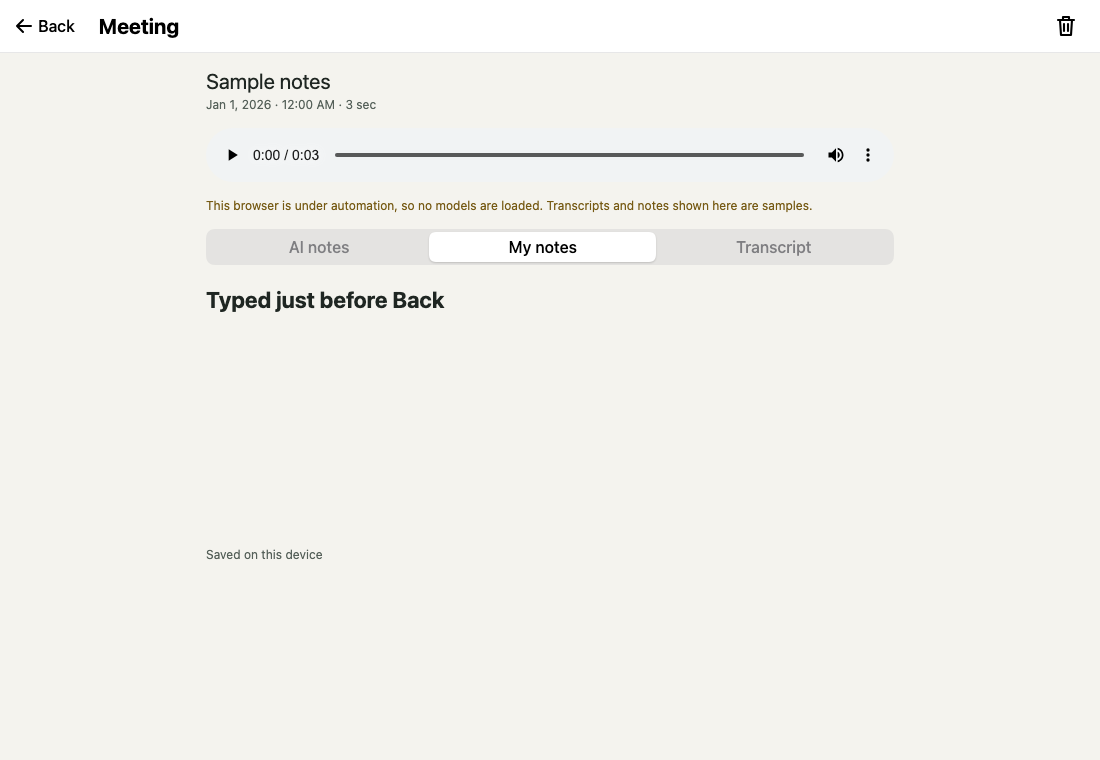 Back
Meeting
Sample notes
Jan 1, 2026 · 12:00 AM · 3 sec
0:00 / 0:03
This browser is under automation, so no models are loaded. Transcripts and notes shown here are samples.
AI notes
My notes
Transcript
Typed just before Back
Saved on this device